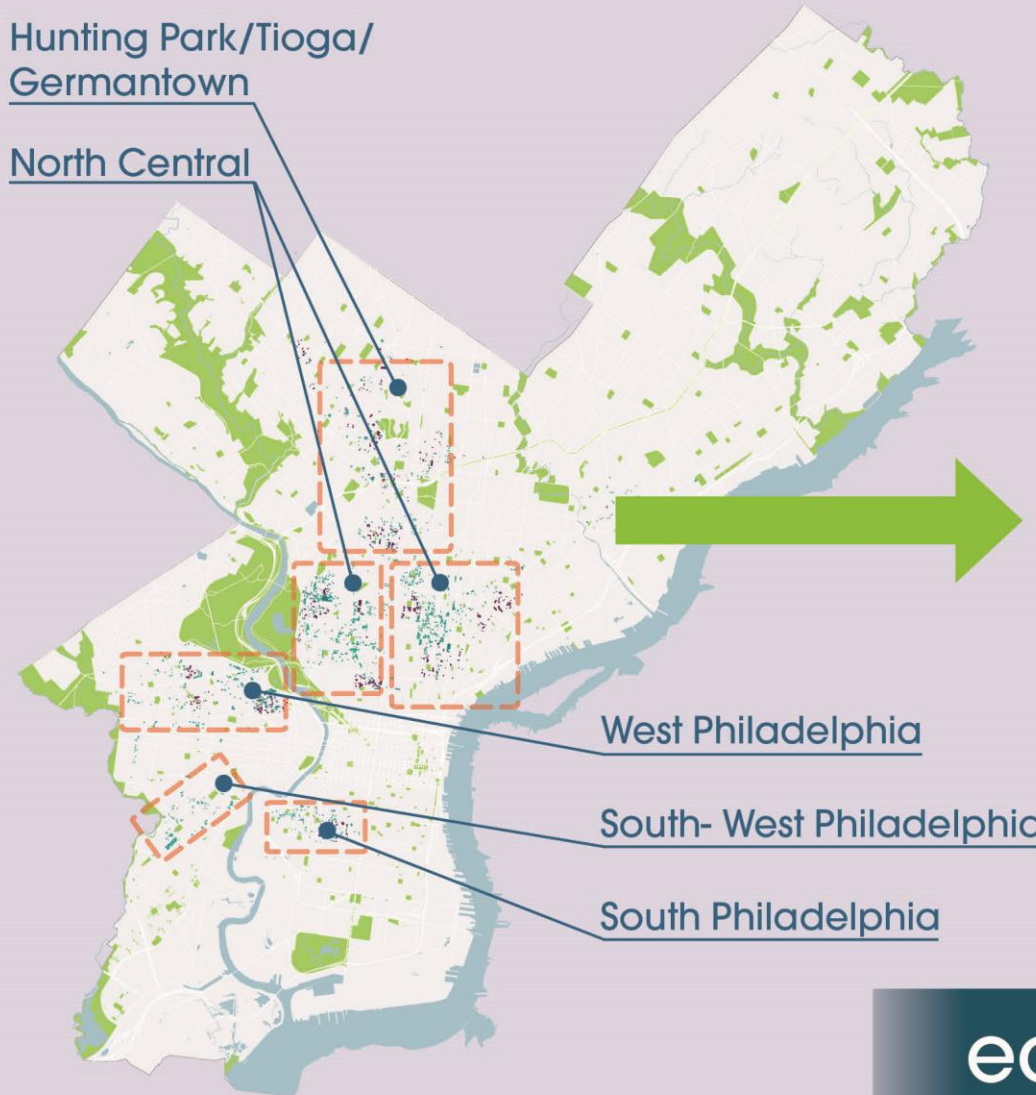 Hunting Park/Tioga/
Germantown
North Central
West Philadelphia
South- West Philadelphia
South Philadelphia